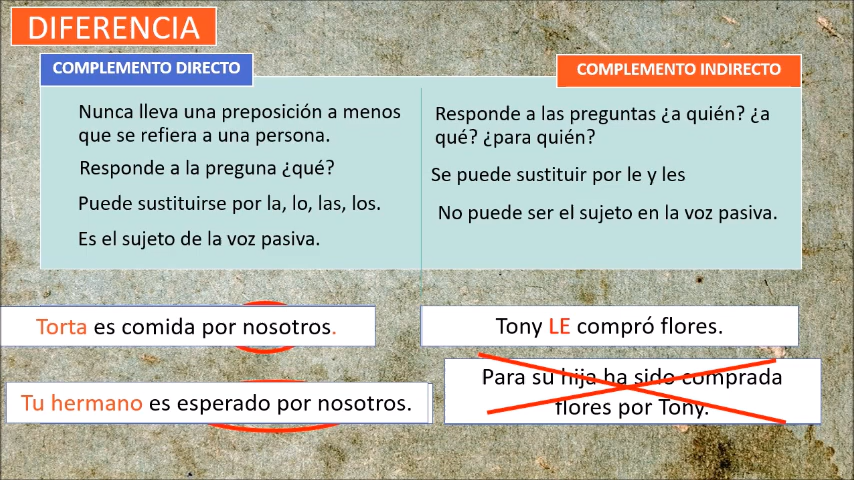 DIFERENCIA
COMPLEMENTO DIRECTO
Nunca lleva una preposición a menos
que se refiera a una persona.
Responde a la preguna ¿qué?
Puede sustituirse por la, lo, las, los.
Es el sujeto de la voz pasiva.
COMPLEMENTO INDIRECTO
Responde a las preguntas ¿a quién? ¿a
qué? ¿para quién?
Se puede sustituir por le y les
No puede ser el sujeto en la voz pasiva.
Torta es comida por nosotros.
Tu hermano es esperado por nosotros.
Tony LE compró flores.
Para su hija ha sido comprada
flores por Tony.